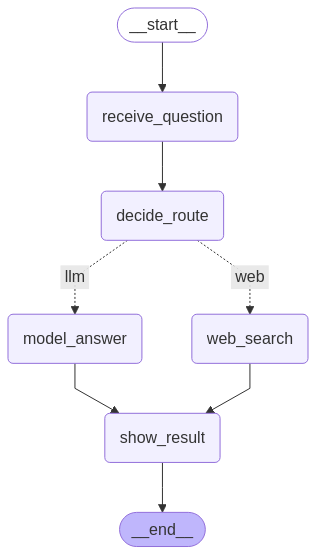 __start__
receive_question
decide_route
llm
web
model_answer
web_search
show_result
__end__